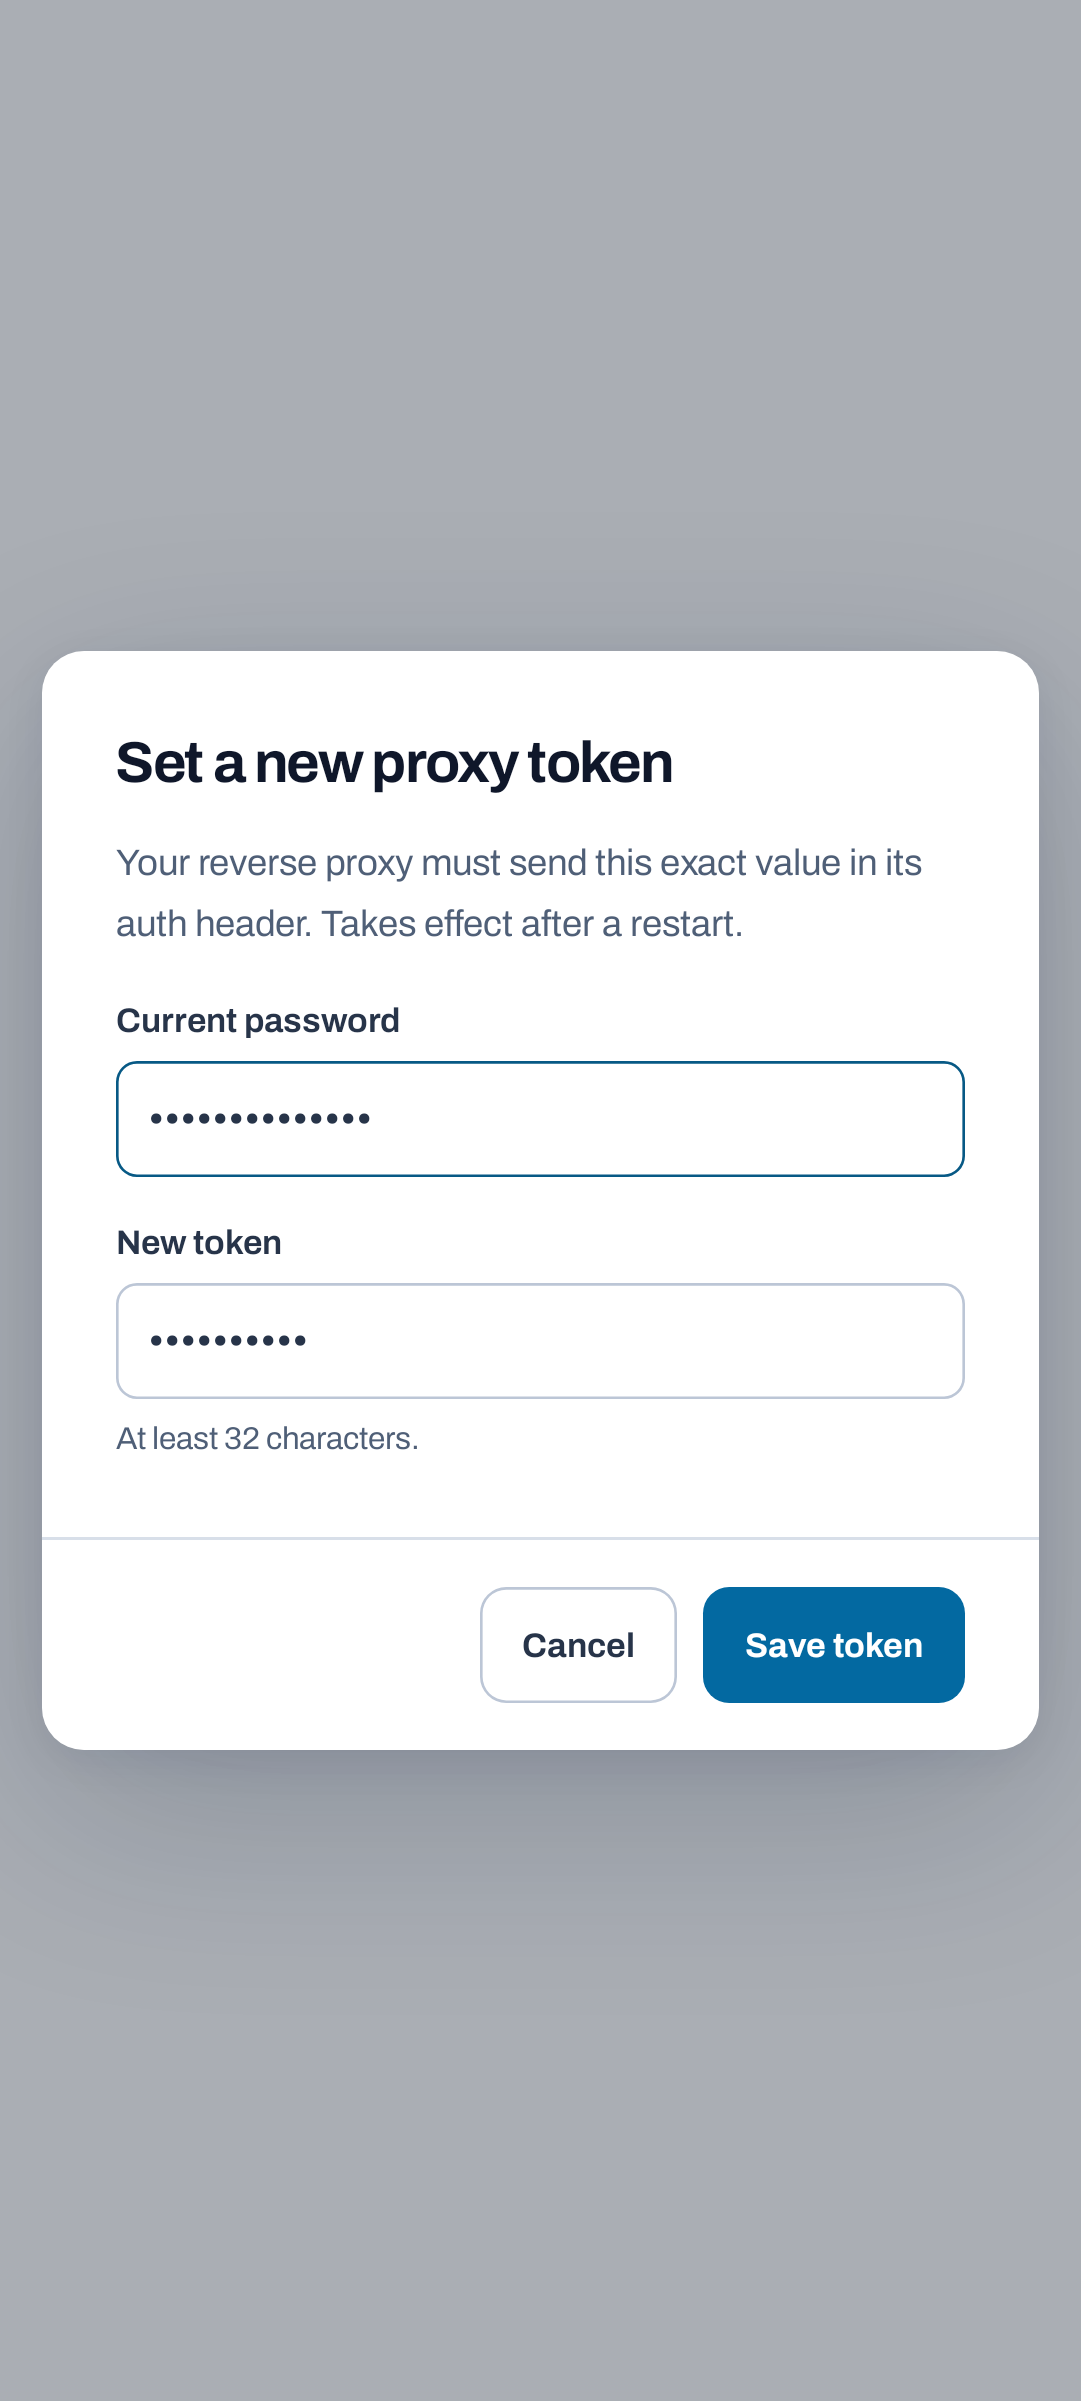 Set a new proxy token
Your reverse proxy must send this exact value in its
auth header. Takes effect after a restart.
Current password
••••••••••••••
New token
••••••••••
At least 32 characters.
Cancel
Save token